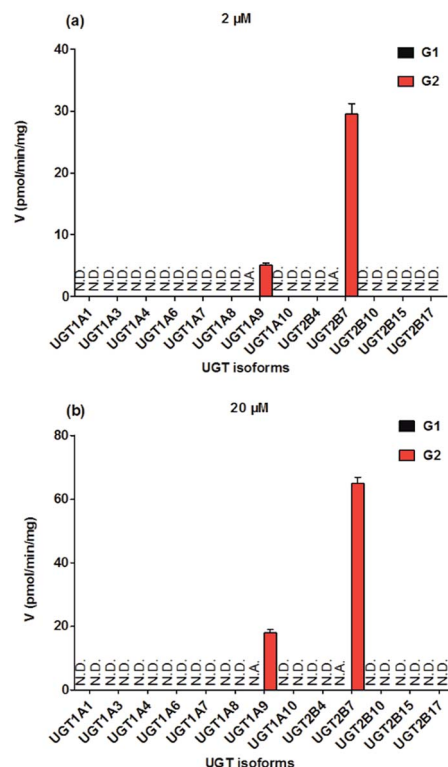 (a)
2 µM
G1
G2
V (pmol/min/mg)
40
30
20
10
0
N.D. N.D. N.D. N.D. N.D. N.D. N.D. N.D. N.D. N.D. N.D. N.D. N.A. N.D. N.D. N.D. N.D. N.A. N.D. N.D. N.D. N.D. N.D. N.D.
UGT1A1 UGT1A3 UGT1A4 UGT1A6 UGT1A7 UGT1A8 UGT1A9 UGT1A10 UGT2B4 UGT2B7 UGT2B10 UGT2B15 UGT2B17
UGT isoforms
(b)
20 µM
G1
G2
V (pmol/min/mg)
80
60
40
20
0
N.D. N.D. N.D. N.D. N.D. N.D. N.D. N.D. N.D. N.D. N.D. N.D. N.A. N.D. N.D. N.D. N.D. N.A. N.D. N.D. N.D. N.D. N.D. N.D.
UGT1A1 UGT1A3 UGT1A4 UGT1A6 UGT1A7 UGT1A8 UGT1A9 UGT1A10 UGT2B4 UGT2B7 UGT2B10 UGT2B15 UGT2B17
UGT isoforms